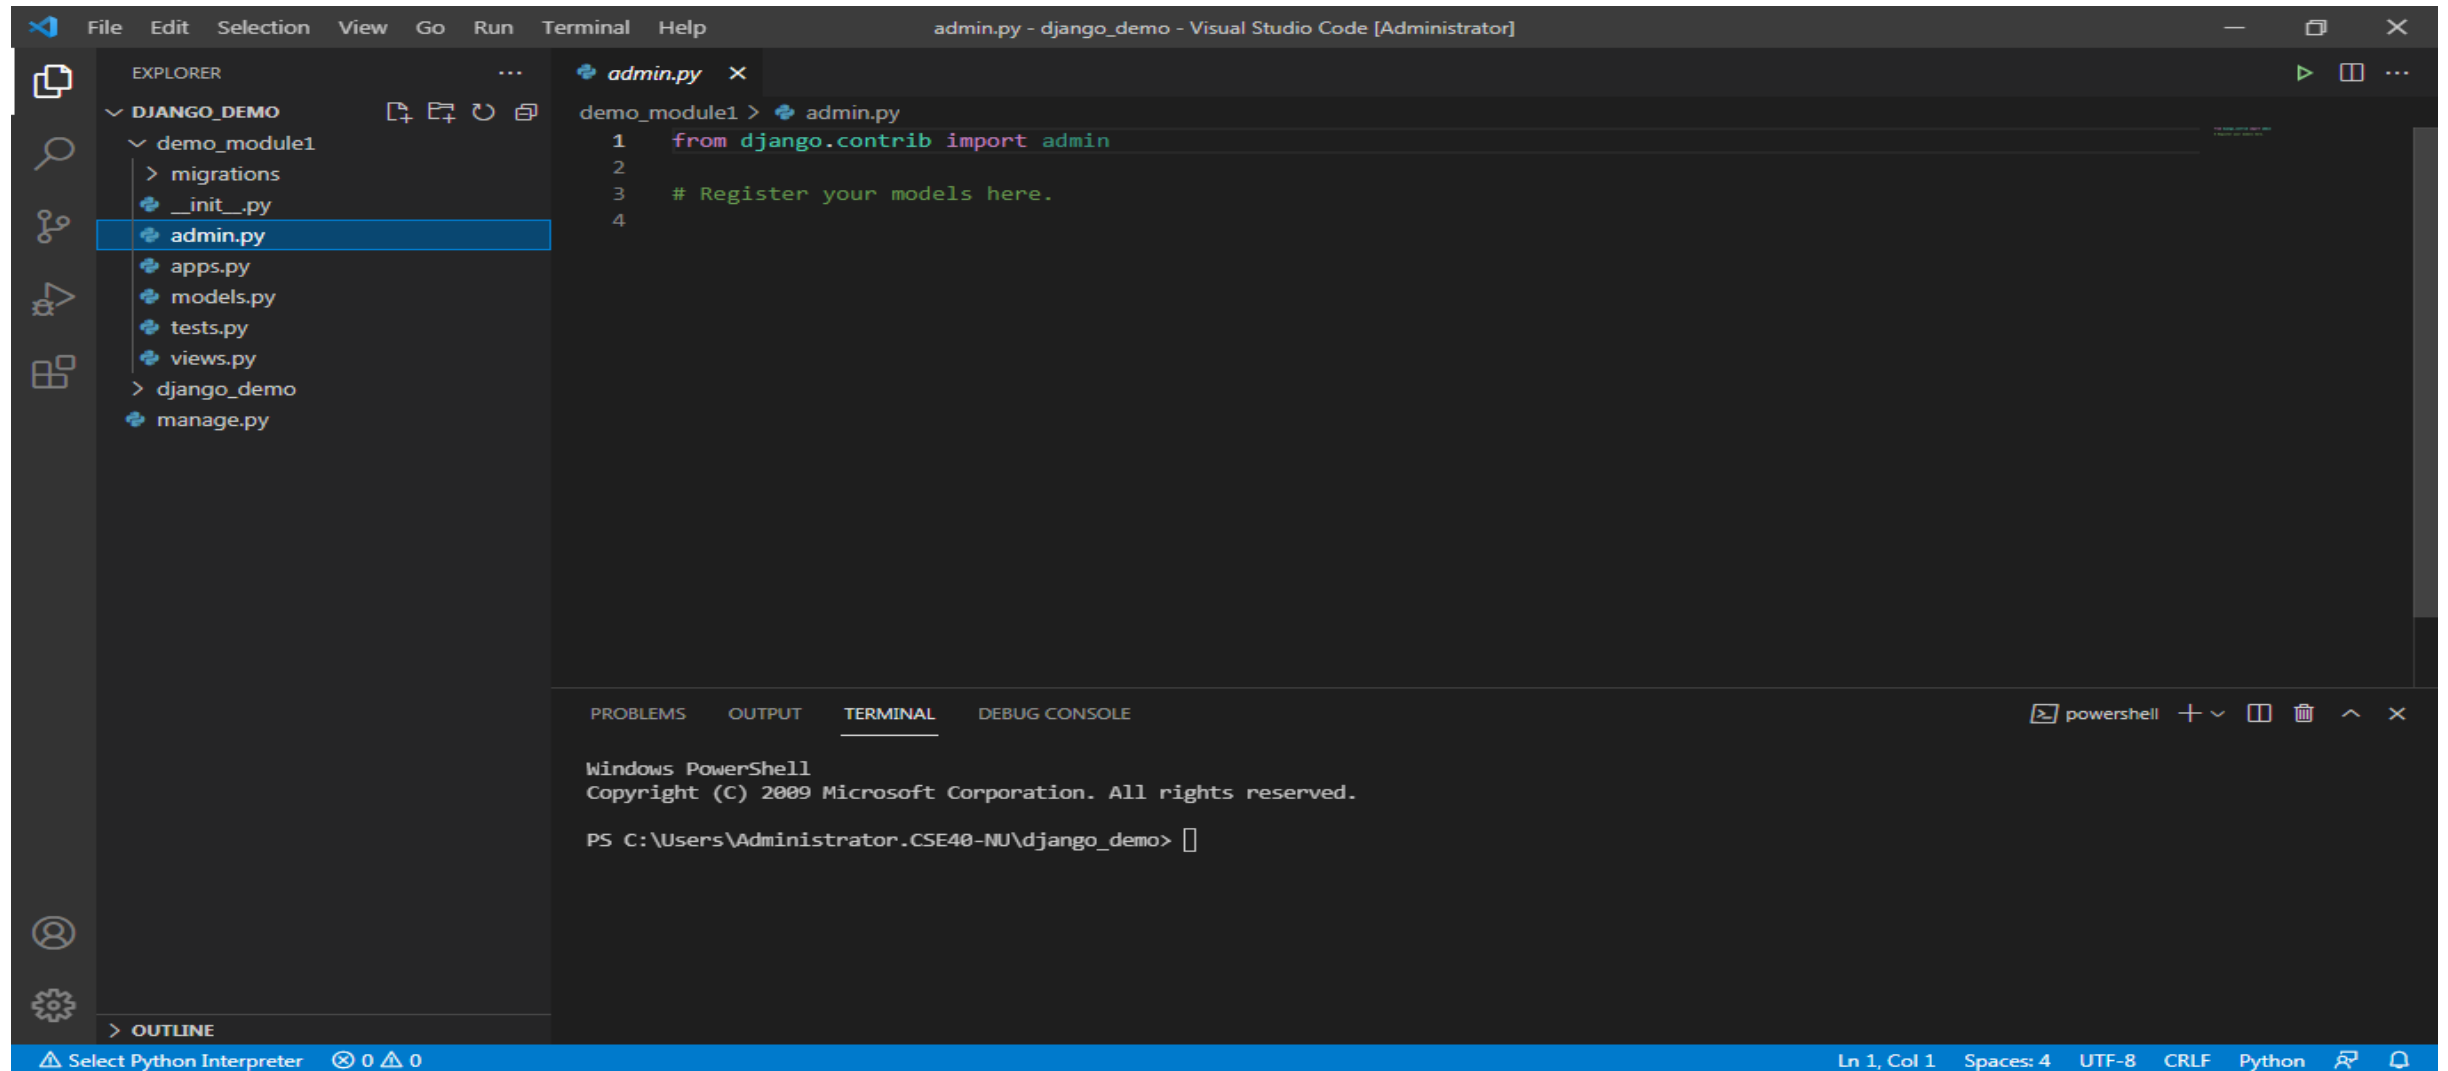 File Edit Selection View Go Run Terminal Help admin.py - django_demo - Visual Studio Code [Administrator]
EXPLORER
DJANGO_DEMO
demo_module1
migrations
__init__.py
admin.py
apps.py
models.py
tests.py
views.py
django_demo
manage.py
OUTLINE
admin.py
demo_module1 > admin.py
1 from django.contrib import admin
2
3 # Register your models here.
4
PROBLEMS OUTPUT TERMINAL DEBUG CONSOLE powershell
Windows PowerShell
Copyright (C) 2009 Microsoft Corporation. All rights reserved.
PS C:\Users\Administrator.CSE40-NU\django_demo>
Select Python Interpreter 0 0 Ln 1, Col 1 Spaces: 4 UTF-8 CRLF Python